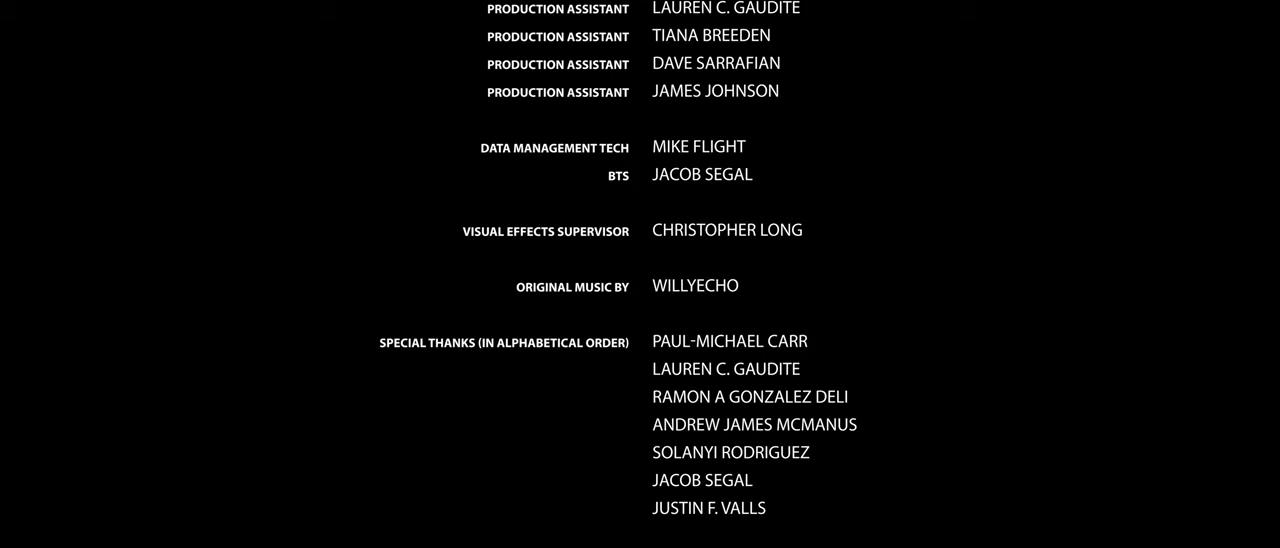 PRODUCTION ASSISTANT LAUREN C. GAUDITE
PRODUCTION ASSISTANT TIANA BREEDEN
PRODUCTION ASSISTANT DAVE SARRAFIAN
PRODUCTION ASSISTANT JAMES JOHNSON
DATA MANAGEMENT TECH MIKE FLIGHT
BTS JACOB SEGAL
VISUAL EFFECTS SUPERVISOR CHRISTOPHER LONG
ORIGINAL MUSIC BY WILLYECHO
SPECIAL THANKS (IN ALPHABETICAL ORDER) PAUL-MICHAEL CARR
LAUREN C. GAUDITE
RAMON A GONZALEZ DELI
ANDREW JAMES MCMANUS
SOLANYI RODRIGUEZ
JACOB SEGAL
JUSTIN F. VALLS